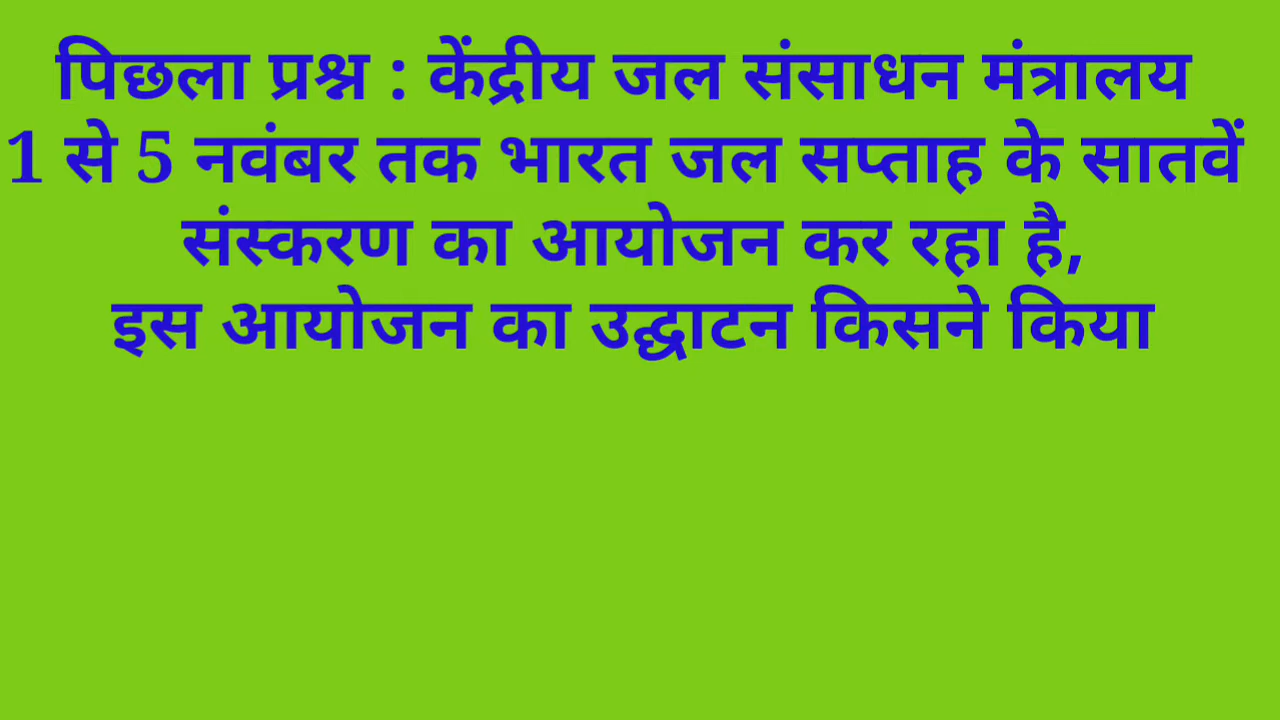 पिछला प्रश्न : केंद्रीय जल संसाधन मंत्रालय
1 से 5 नवंबर तक भारत जल सप्ताह के सातवें
संस्करण का आयोजन कर रहा है,
इस आयोजन का उद्घाटन किसने किया